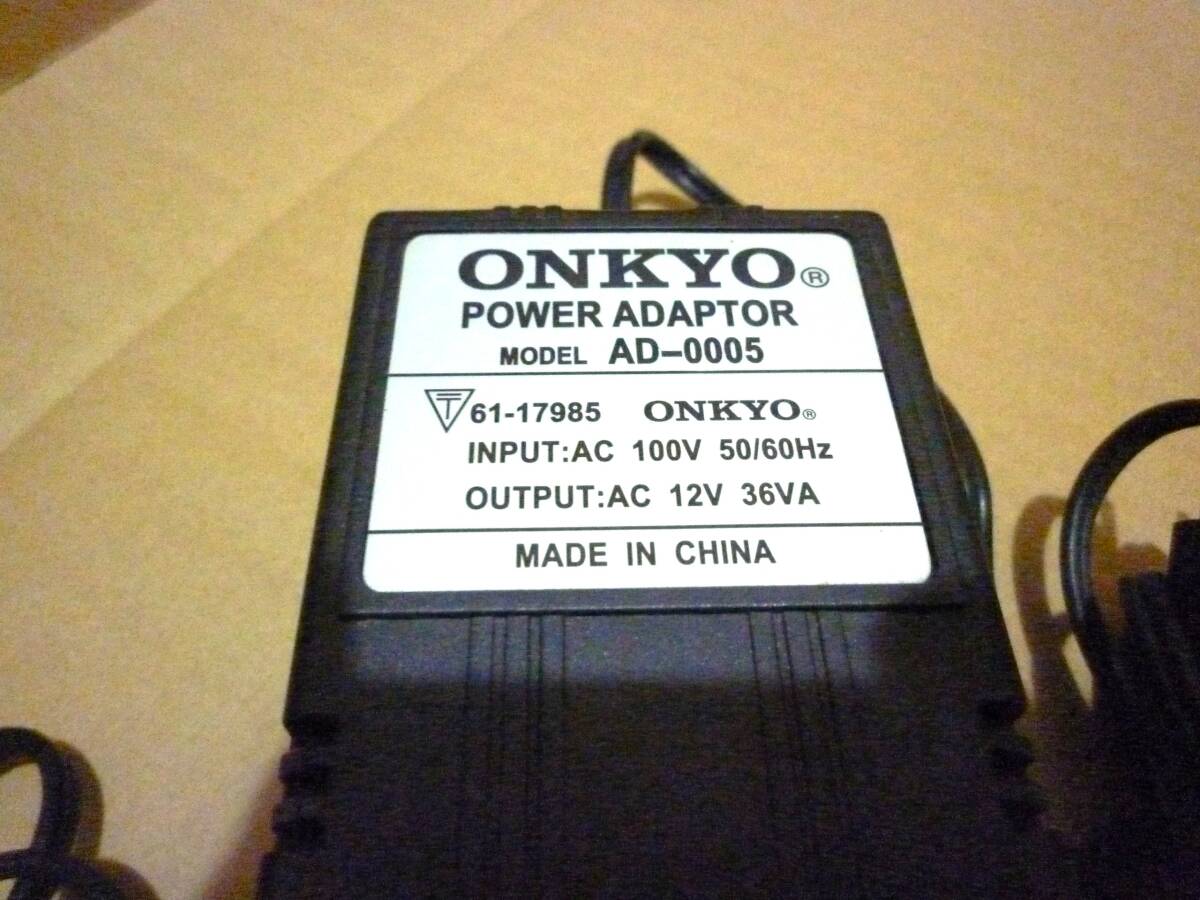 ONKYO®
POWER ADAPTOR
MODEL AD-0005
T 61-17985 ONKYO®
INPUT:AC 100V 50/60Hz
OUTPUT:AC 12V 36VA
MADE IN CHINA